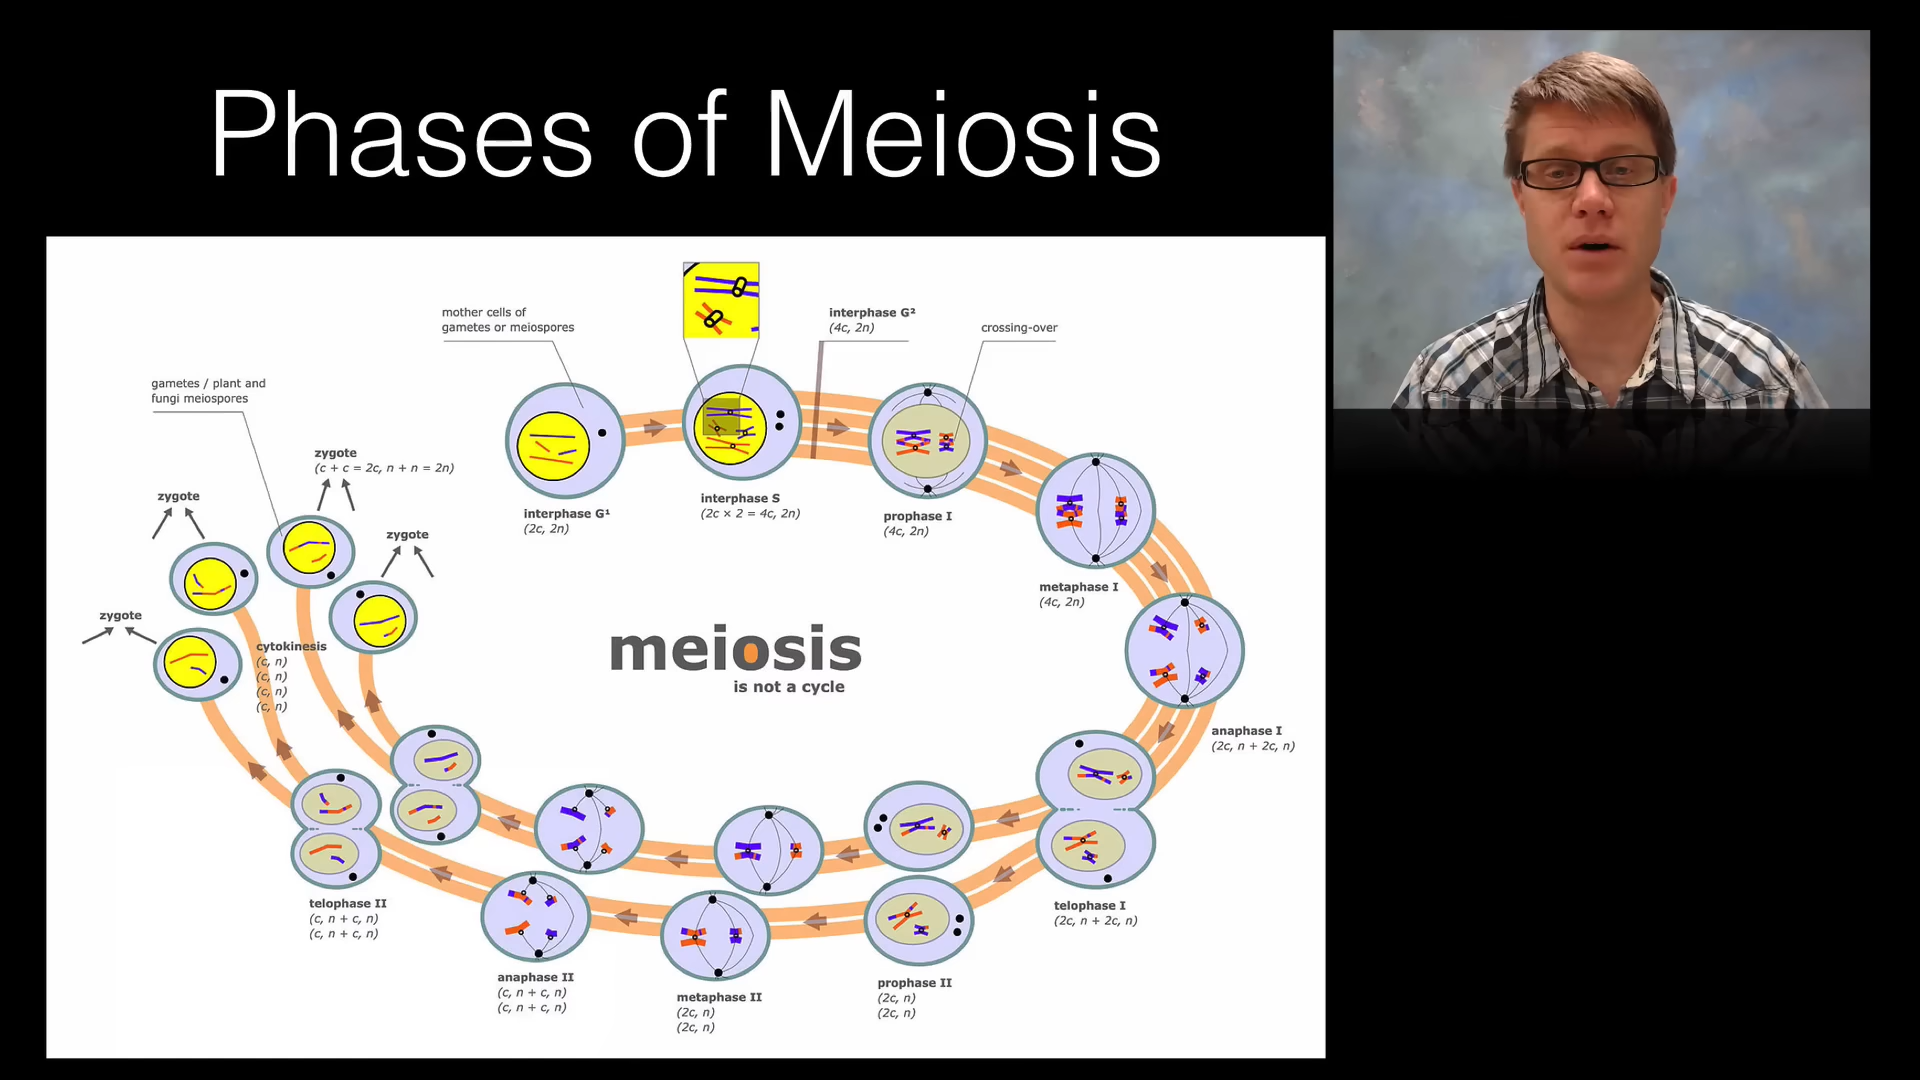 Phases of Meiosis
mother cells of
gametes or meiospores
interphase G²
(4c, 2n)
crossing-over
gametes / plant and
fungi meiospores
zygote
(c + c = 2c, n + n = 2n)
zygote
zygote
zygote
interphase G¹
(2c, 2n)
interphase S
(2c × 2 = 4c, 2n)
prophase I
(4c, 2n)
metaphase I
(4c, 2n)
cytokinesis
(c, n)
(c, n)
(c, n)
(c, n)
meiosis
is not a cycle
anaphase I
(2c, n + 2c, n)
telophase I
(2c, n + 2c, n)
prophase II
(2c, n)
(2c, n)
metaphase II
(2c, n)
(2c, n)
anaphase II
(c, n + c, n)
(c, n + c, n)
telophase II
(c, n + c, n)
(c, n + c, n)